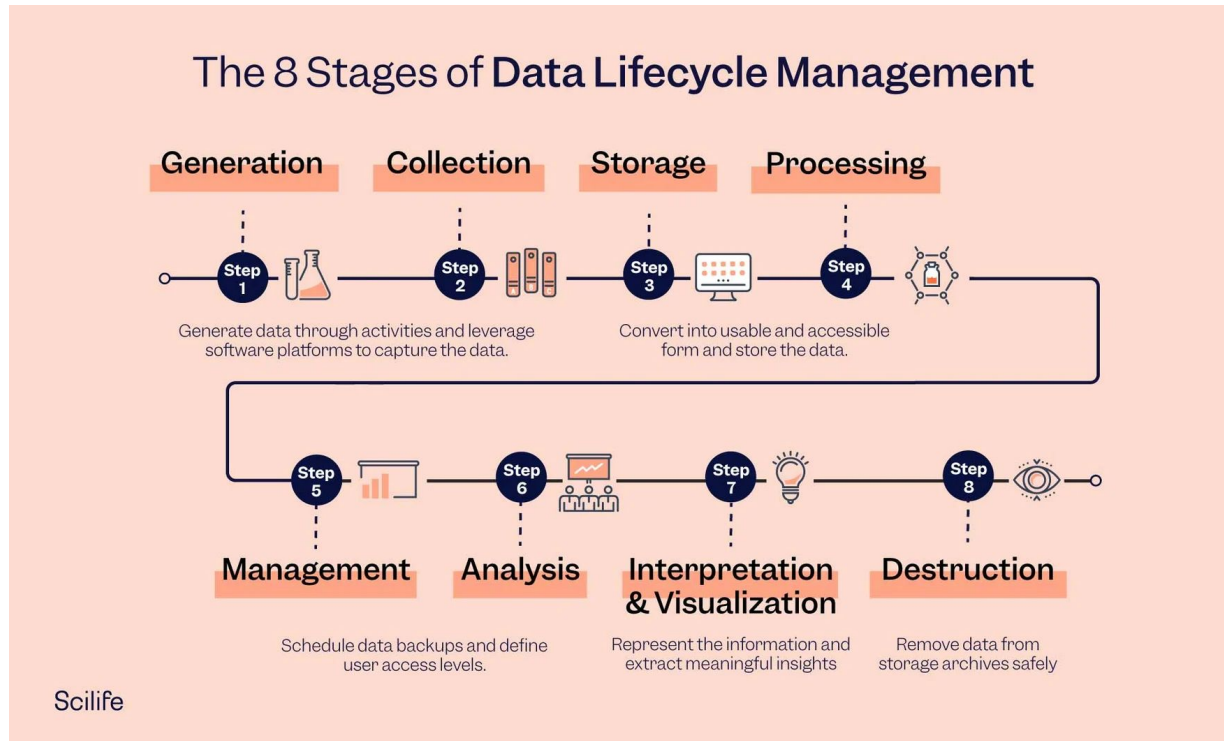 The 8 Stages of Data Lifecycle Management
Generation
Collection
Storage
Processing
Step
1
Step
2
Step
3
Step
4
Generate data through activities and leverage
software platforms to capture the data.
Convert into usable and accessible
form and store the data.
Step
5
Step
6
Step
7
Step
8
Management
Analysis
Interpretation
& Visualization
Destruction
Schedule data backups and define
user access levels.
Represent the information and
extract meaningful insights
Remove data from
storage archives safely
Scilife